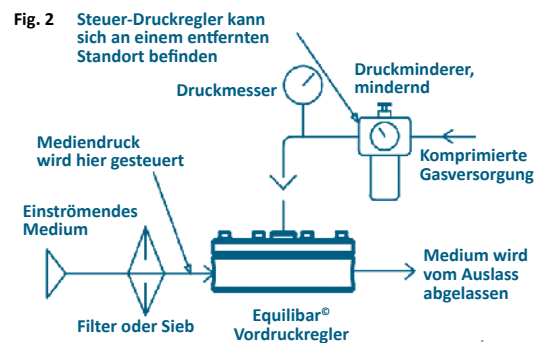 Fig. 2
Steuer-Druckregler kann
sich an einem entfernten
Standort befinden
Druckmesser
Druckminderer,
mindernd
Mediendruck
wird hier gesteuert
Komprimierte
Gasversorgung
Einströmendes
Medium
Medium wird
vom Auslass
abgelassen
Filter oder Sieb
Equilibar©
Vordruckregler